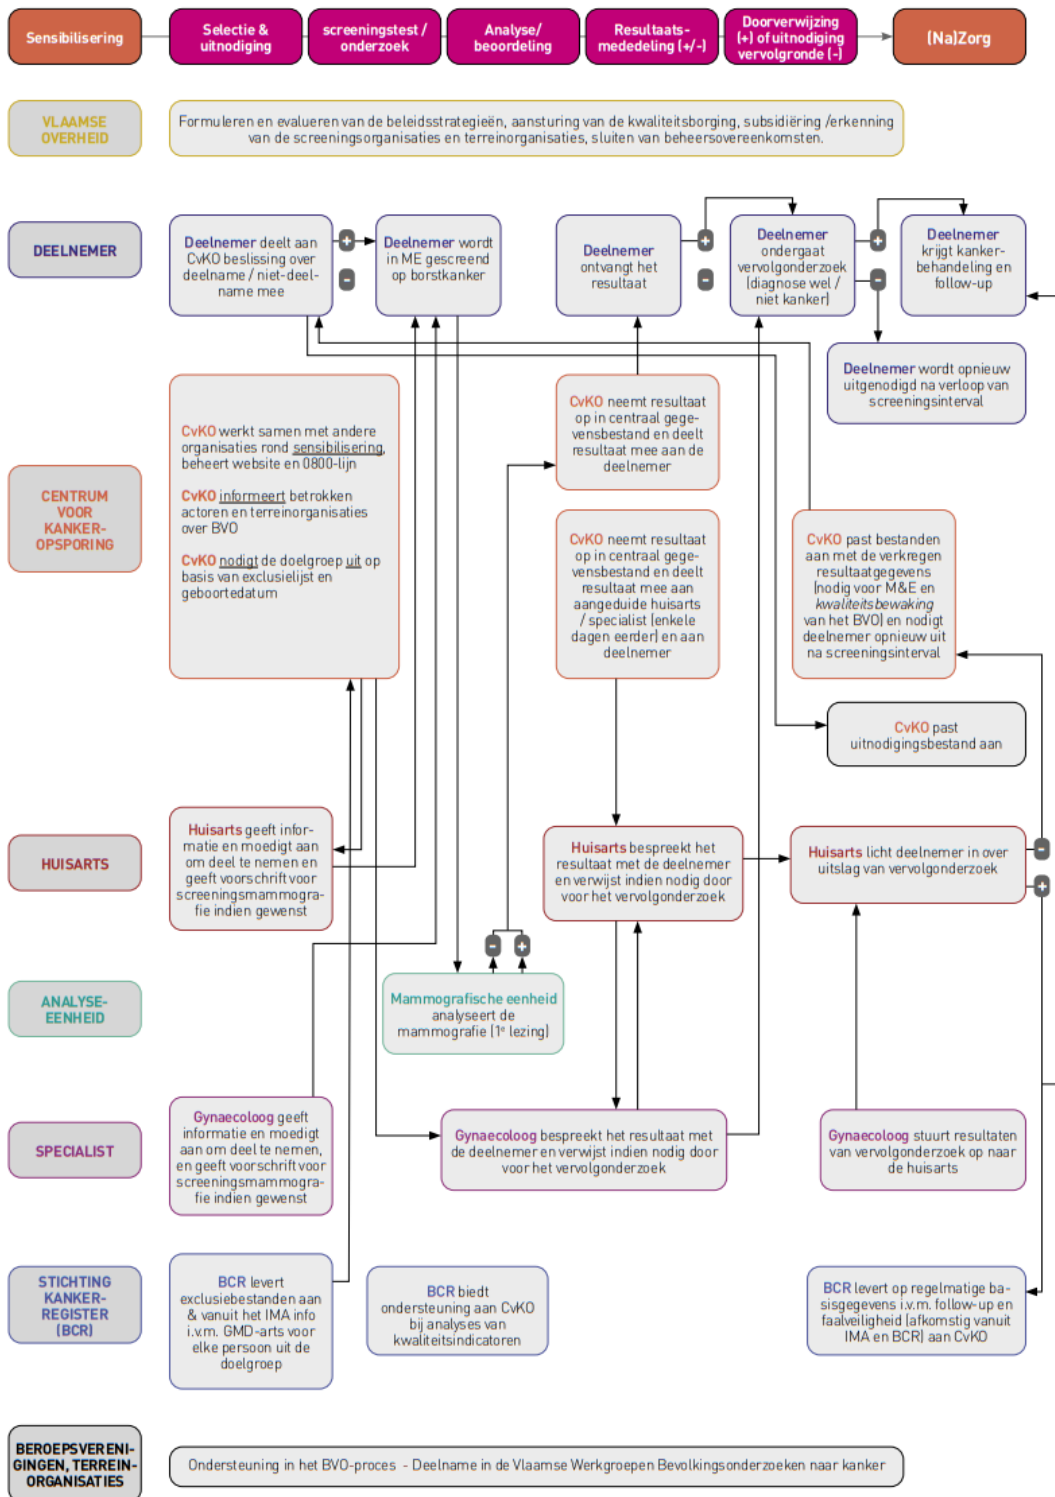 Sensibilisering
Selectie &
uitnodiging
screeningstest /
onderzoek
Analyse/
beoordeling
Resultaats-
mededeling (+/-)
Doorverwijzing
(+) of uitnodiging
vervolgronde (-)
(Na)Zorg
VLAAMSE
OVERHEID
Formuleren en evalueren van de beleidsstrategieën, aansturing van de kwaliteitsborging, subsidiëring /erkenning
van de screeningsorganisaties en terreinorganisaties, sluiten van beheersovereenkomsten.
DEELNEMER
Deelnemer deelt aan
CvKO beslissing over
deelname / niet-deel-
name mee
+
-
Deelnemer wordt
in ME gescreend
op borstkanker
Deelnemer
ontvangt het
resultaat
+
-
Deelnemer
ondergaat
vervolgonderzoek
(diagnose wel /
niet kanker)
+
-
Deelnemer
krijgt kanker-
behandeling en
follow-up
Deelnemer wordt opnieuw
uitgenodigd na verloop van
screeningsinterval
CENTRUM
VOOR
KANKER-
OPSPORING
CvKO werkt samen met andere
organisaties rond sensibilisering,
beheert website en 0800-lijn
CvKO informeert betrokken
actoren en terreinorganisaties
over BVO
CvKO nodigt de doelgroep uit op
basis van exclusielijst en
geboortedatum
CvKO neemt resultaat
op in centraal gege-
vensbestand en deelt
resultaat mee aan de
deelnemer
CvKO neemt resultaat
op in centraal gege-
vensbestand en deelt
resultaat mee aan
aangeduide huisarts
/ specialist (enkele
dagen eerder) en aan
deelnemer
CvKO past bestanden
aan met de verkregen
resultaatgegevens
(nodig voor M&E en
kwaliteitsbewaking
van het BVO) en nodigt
deelnemer opnieuw uit
na screeningsinterval
CvKO past
uitnodigingsbestand aan
HUISARTS
Huisarts geeft infor-
matie en moedigt aan
om deel te nemen en
geeft voorschrift voor
screeningsmammogra-
fie indien gewenst
Huisarts bespreekt het
resultaat met de deelnemer
en verwijst indien nodig door
voor het vervolgonderzoek
Huisarts licht deelnemer in over
uitslag van vervolgonderzoek
-
+
ANALYSE-
EENHEID
-
+
Mammografische eenheid
analyseert de
mammografie (1e lezing)
SPECIALIST
Gynaecoloog geeft
informatie en moedigt
aan om deel te nemen,
en geeft voorschrift voor
screeningsmammogra-
fie indien gewenst
Gynaecoloog bespreekt het resultaat met
de deelnemer en verwijst indien nodig door
voor het vervolgonderzoek
Gynaecoloog stuurt resultaten
van vervolgonderzoek op naar
de huisarts
STICHTING
KANKER-
REGISTER
(BCR)
BCR levert
exclusiebestanden aan
& vanuit het IMA info
i.v.m. GMD-arts voor
elke persoon uit de
doelgroep
BCR biedt
ondersteuning aan CvKO
bij analyses van
kwaliteitsindicatoren
BCR levert op regelmatige ba-
sisgegevens i.v.m. follow-up en
faalveiligheid (afkomstig vanuit
IMA en BCR) aan CvKO
BEROEPSVERENI-
GINGEN, TERREIN-
ORGANISATIES
Ondersteuning in het BVO-proces - Deelname in de Vlaamse Werkgroepen Bevolkingsonderzoeken naar kanker